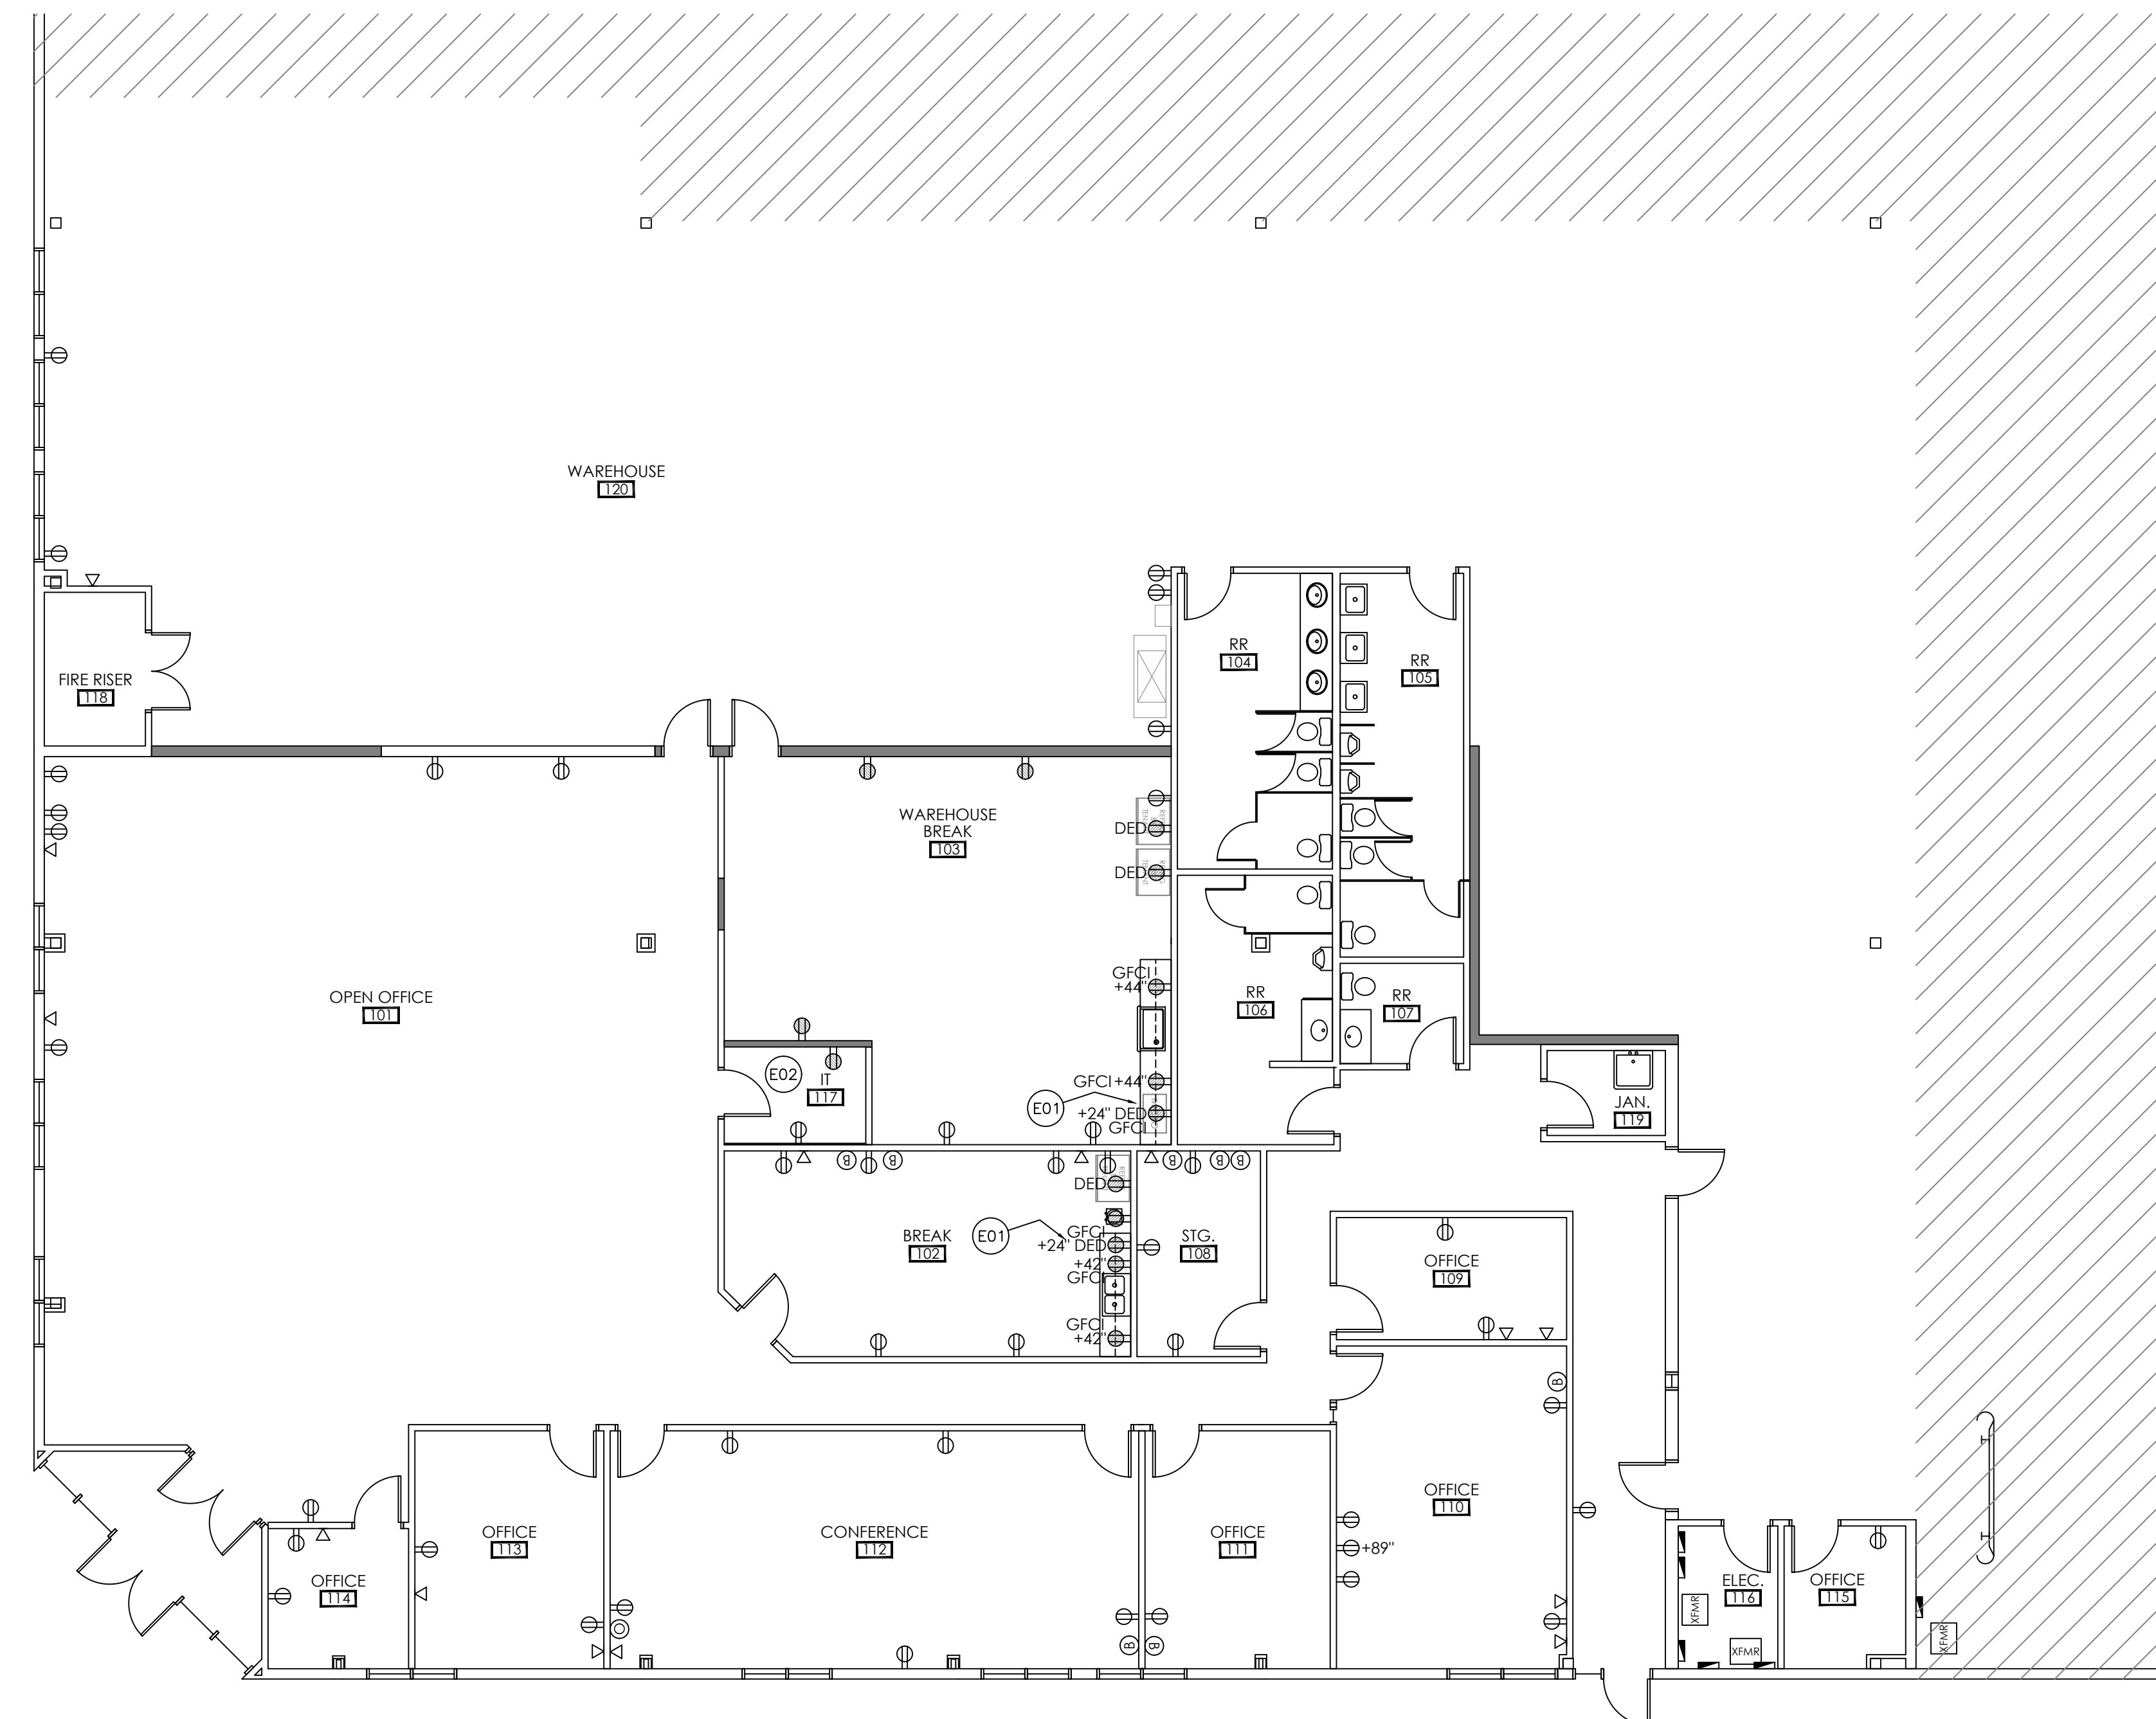 WAREHOUSE
120
RR
104
RR
105
FIRE RISER
118
WAREHOUSE
BREAK
103
DED
DED
GFCI
+44"
OPEN OFFICE
101
RR
106
RR
107
E02
IT
117
GFCI +44"
E01
+24" DED
GFCI
JAN.
119
B
B
B
B
B
DED
BREAK
102
E01
GFCI
+24" DED
+42"
GFCI
STG.
108
OFFICE
109
GFCI
+42"
B
OFFICE
110
OFFICE
113
CONFERENCE
112
OFFICE
111
+89"
OFFICE
114
ELEC.
116
OFFICE
115
XFMR
XFMR
XFMR
B
B